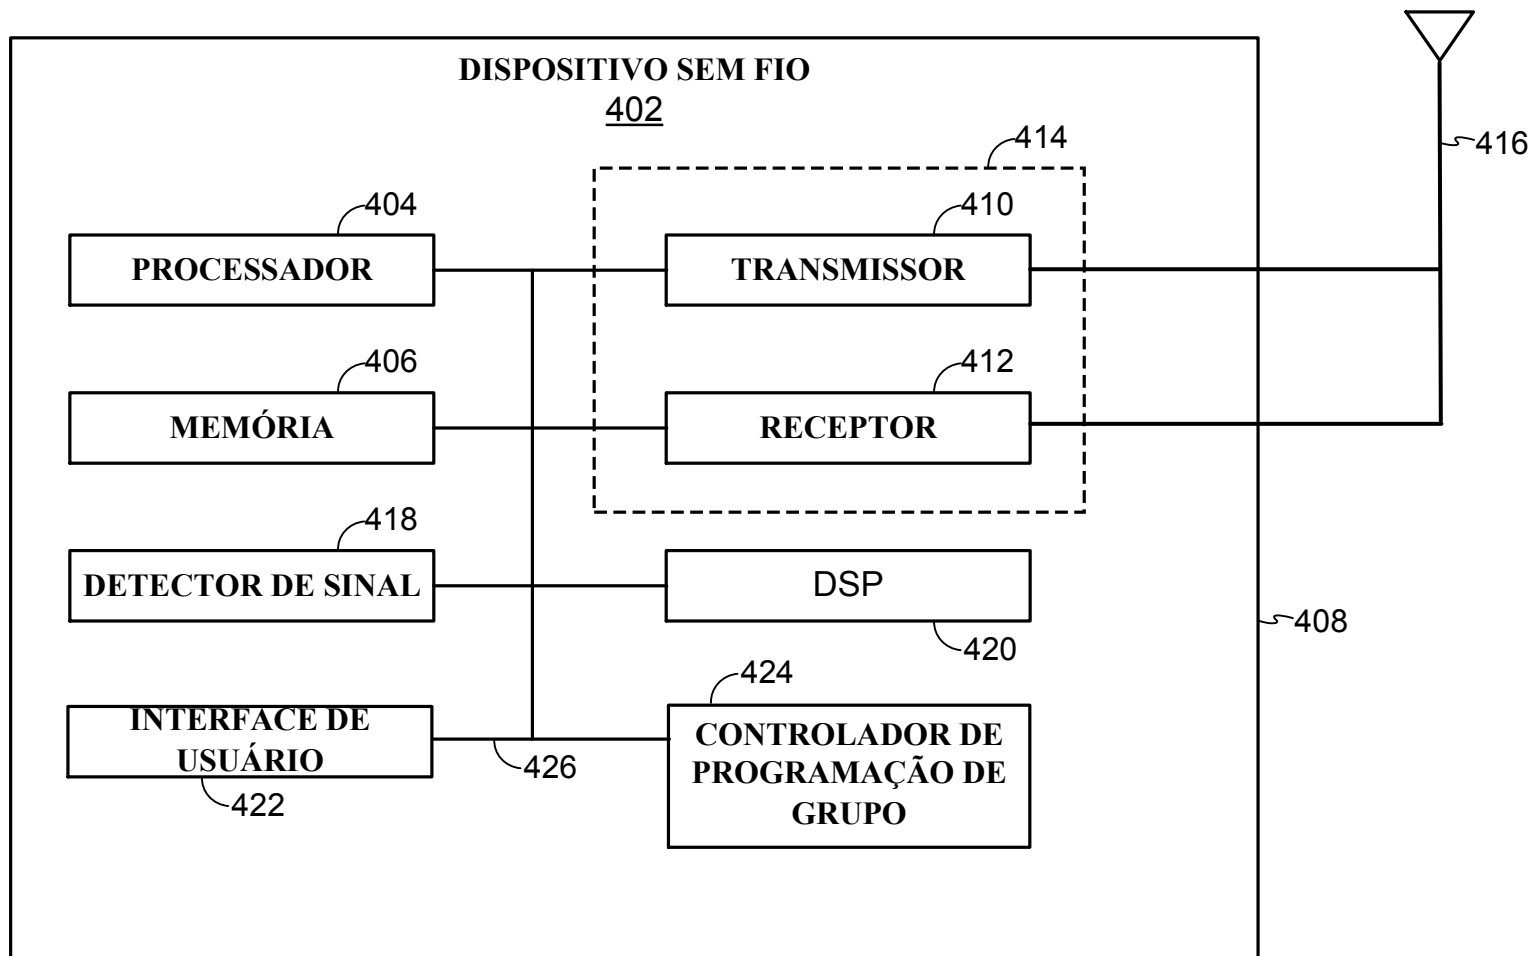 DISPOSITIVO SEM FIO
402
414
416
404
410
PROCESSADOR
TRANSMISSOR
406
412
MEMÓRIA
RECEPTOR
418
DETECTOR DE SINAL
DSP
408
420
424
INTERFACE DE
USUÁRIO
CONTROLADOR DE
PROGRAMAÇÃO DE
GRUPO
426
422